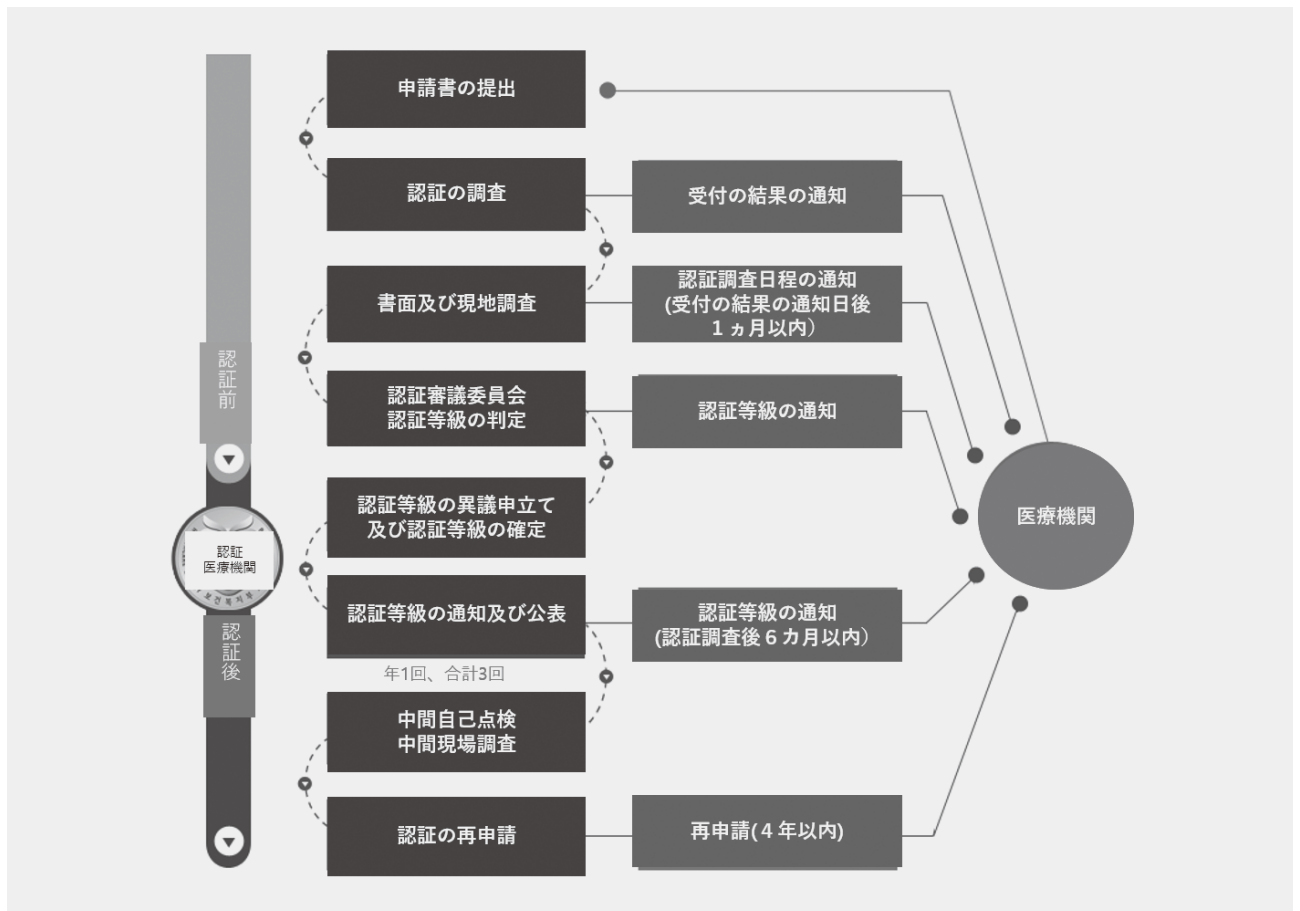 申請書の提出
認証の調査
受付の結果の通知
書面及び現地調査
認証調査日程の通知
(受付の結果の通知日後
１ヵ月以内）
認証前
認証審議委員会
認証等級の判定
認証等級の通知
認証等級の異議申立て
及び認証等級の確定
医療機関
認証
医療機関
보건복지부
認証等級の通知及び公表
認証等級の通知
(認証調査後６カ月以内）
認証後
年1回、合計3回
中間自己点検
中間現場調査
認証の再申請
再申請(４年以内)